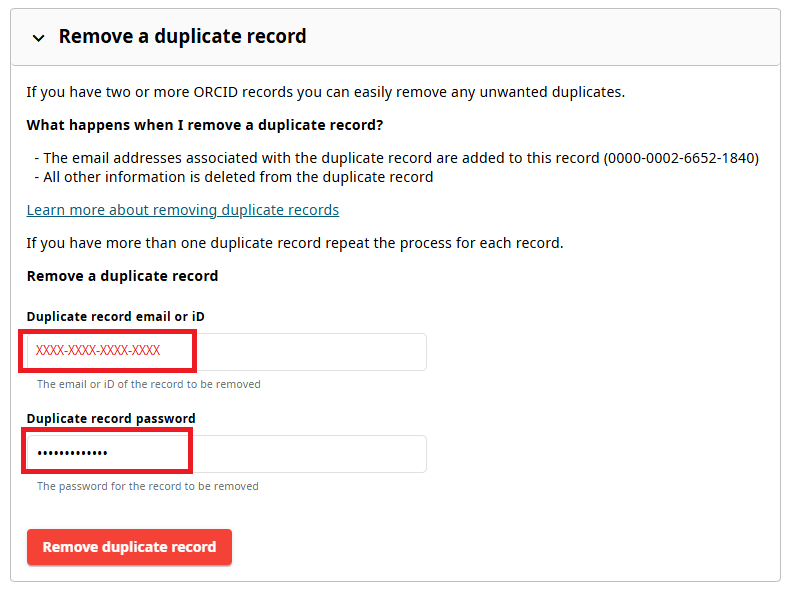 Remove a duplicate record
If you have two or more ORCID records you can easily remove any unwanted duplicates.
What happens when I remove a duplicate record?
- The email addresses associated with the duplicate record are added to this record (0000-0002-6652-1840)
- All other information is deleted from the duplicate record
Learn more about removing duplicate records
If you have more than one duplicate record repeat the process for each record.
Remove a duplicate record
Duplicate record email or iD
XXXX-XXXX-XXXX-XXXX
The email or iD of the record to be removed
Duplicate record password
•••••••••••••
The password for the record to be removed
Remove duplicate record